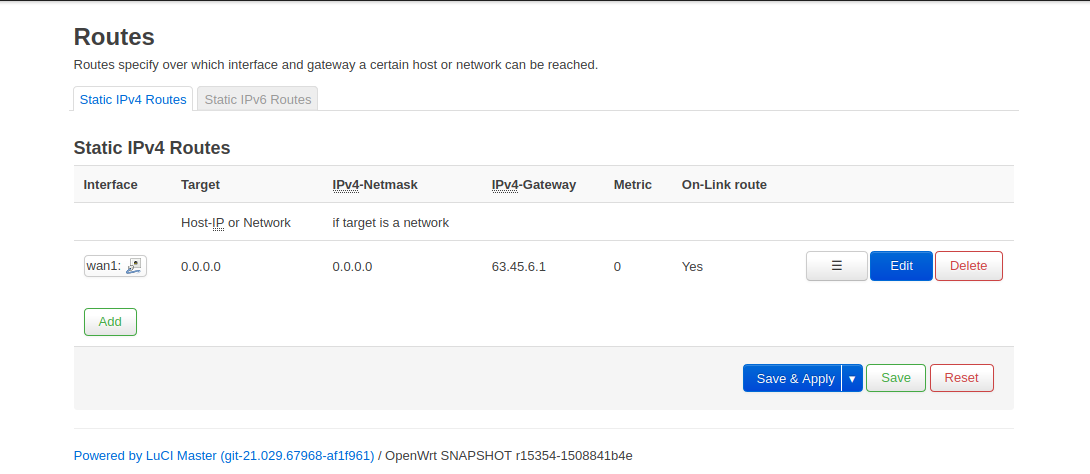 Routes
Routes specify over which interface and gateway a certain host or network can be reached.
Static IPv4 Routes Static IPv6 Routes
Static IPv4 Routes
Interface Target IPv4-Netmask IPv4-Gateway Metric On-Link route
Host-IP or Network if target is a network
wan1: 0.0.0.0 0.0.0.0 63.45.6.1 0 Yes ☰ Edit Delete
Add
Save & Apply ▾ Save Reset
Powered by LuCI Master (git-21.029.67968-af1f961) / OpenWrt SNAPSHOT r15354-1508841b4e